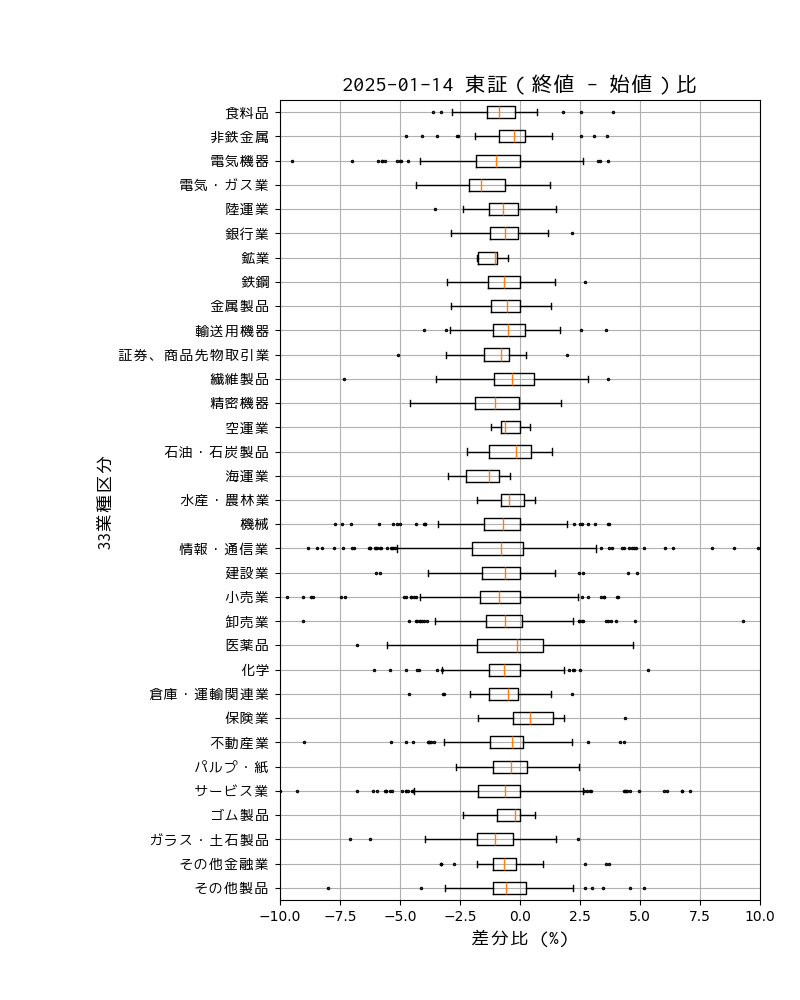 2025-01-14 東証 ( 終値 - 始値 ) 比
食料品
非鉄金属
電気機器
電気・ガス業
陸運業
銀行業
鉱業
鉄鋼
金属製品
輸送用機器
証券、商品先物取引業
繊維製品
精密機器
空運業
石油・石炭製品
海運業
水産・農林業
機械
情報・通信業
建設業
小売業
卸売業
医薬品
化学
倉庫・運輸関連業
保険業
不動産業
パルプ・紙
サービス業
ゴム製品
ガラス・土石製品
その他金融業
その他製品
33業種区分
−10.0 −7.5 −5.0 −2.5 0.0 2.5 5.0 7.5 10.0
差分比 (%)